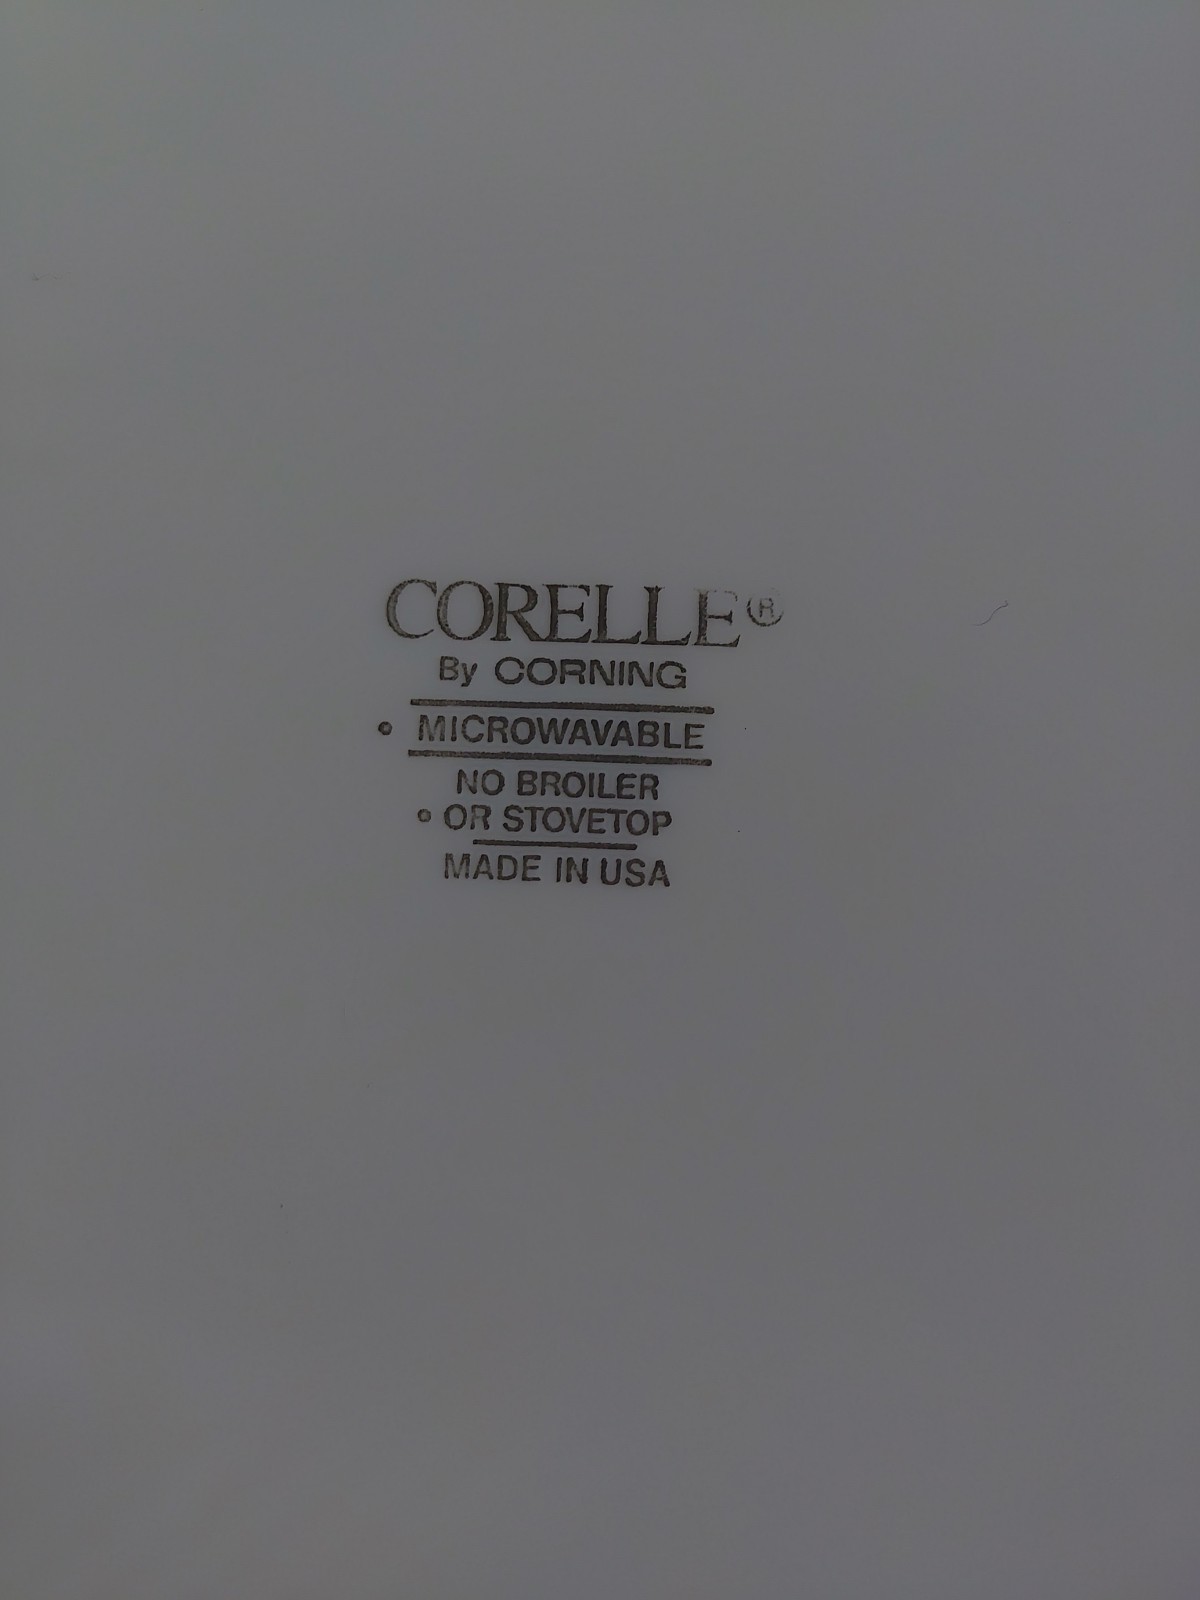 CORELLE®
By CORNING
• MICROWAVABLE
NO BROILER
• OR STOVETOP
MADE IN USA